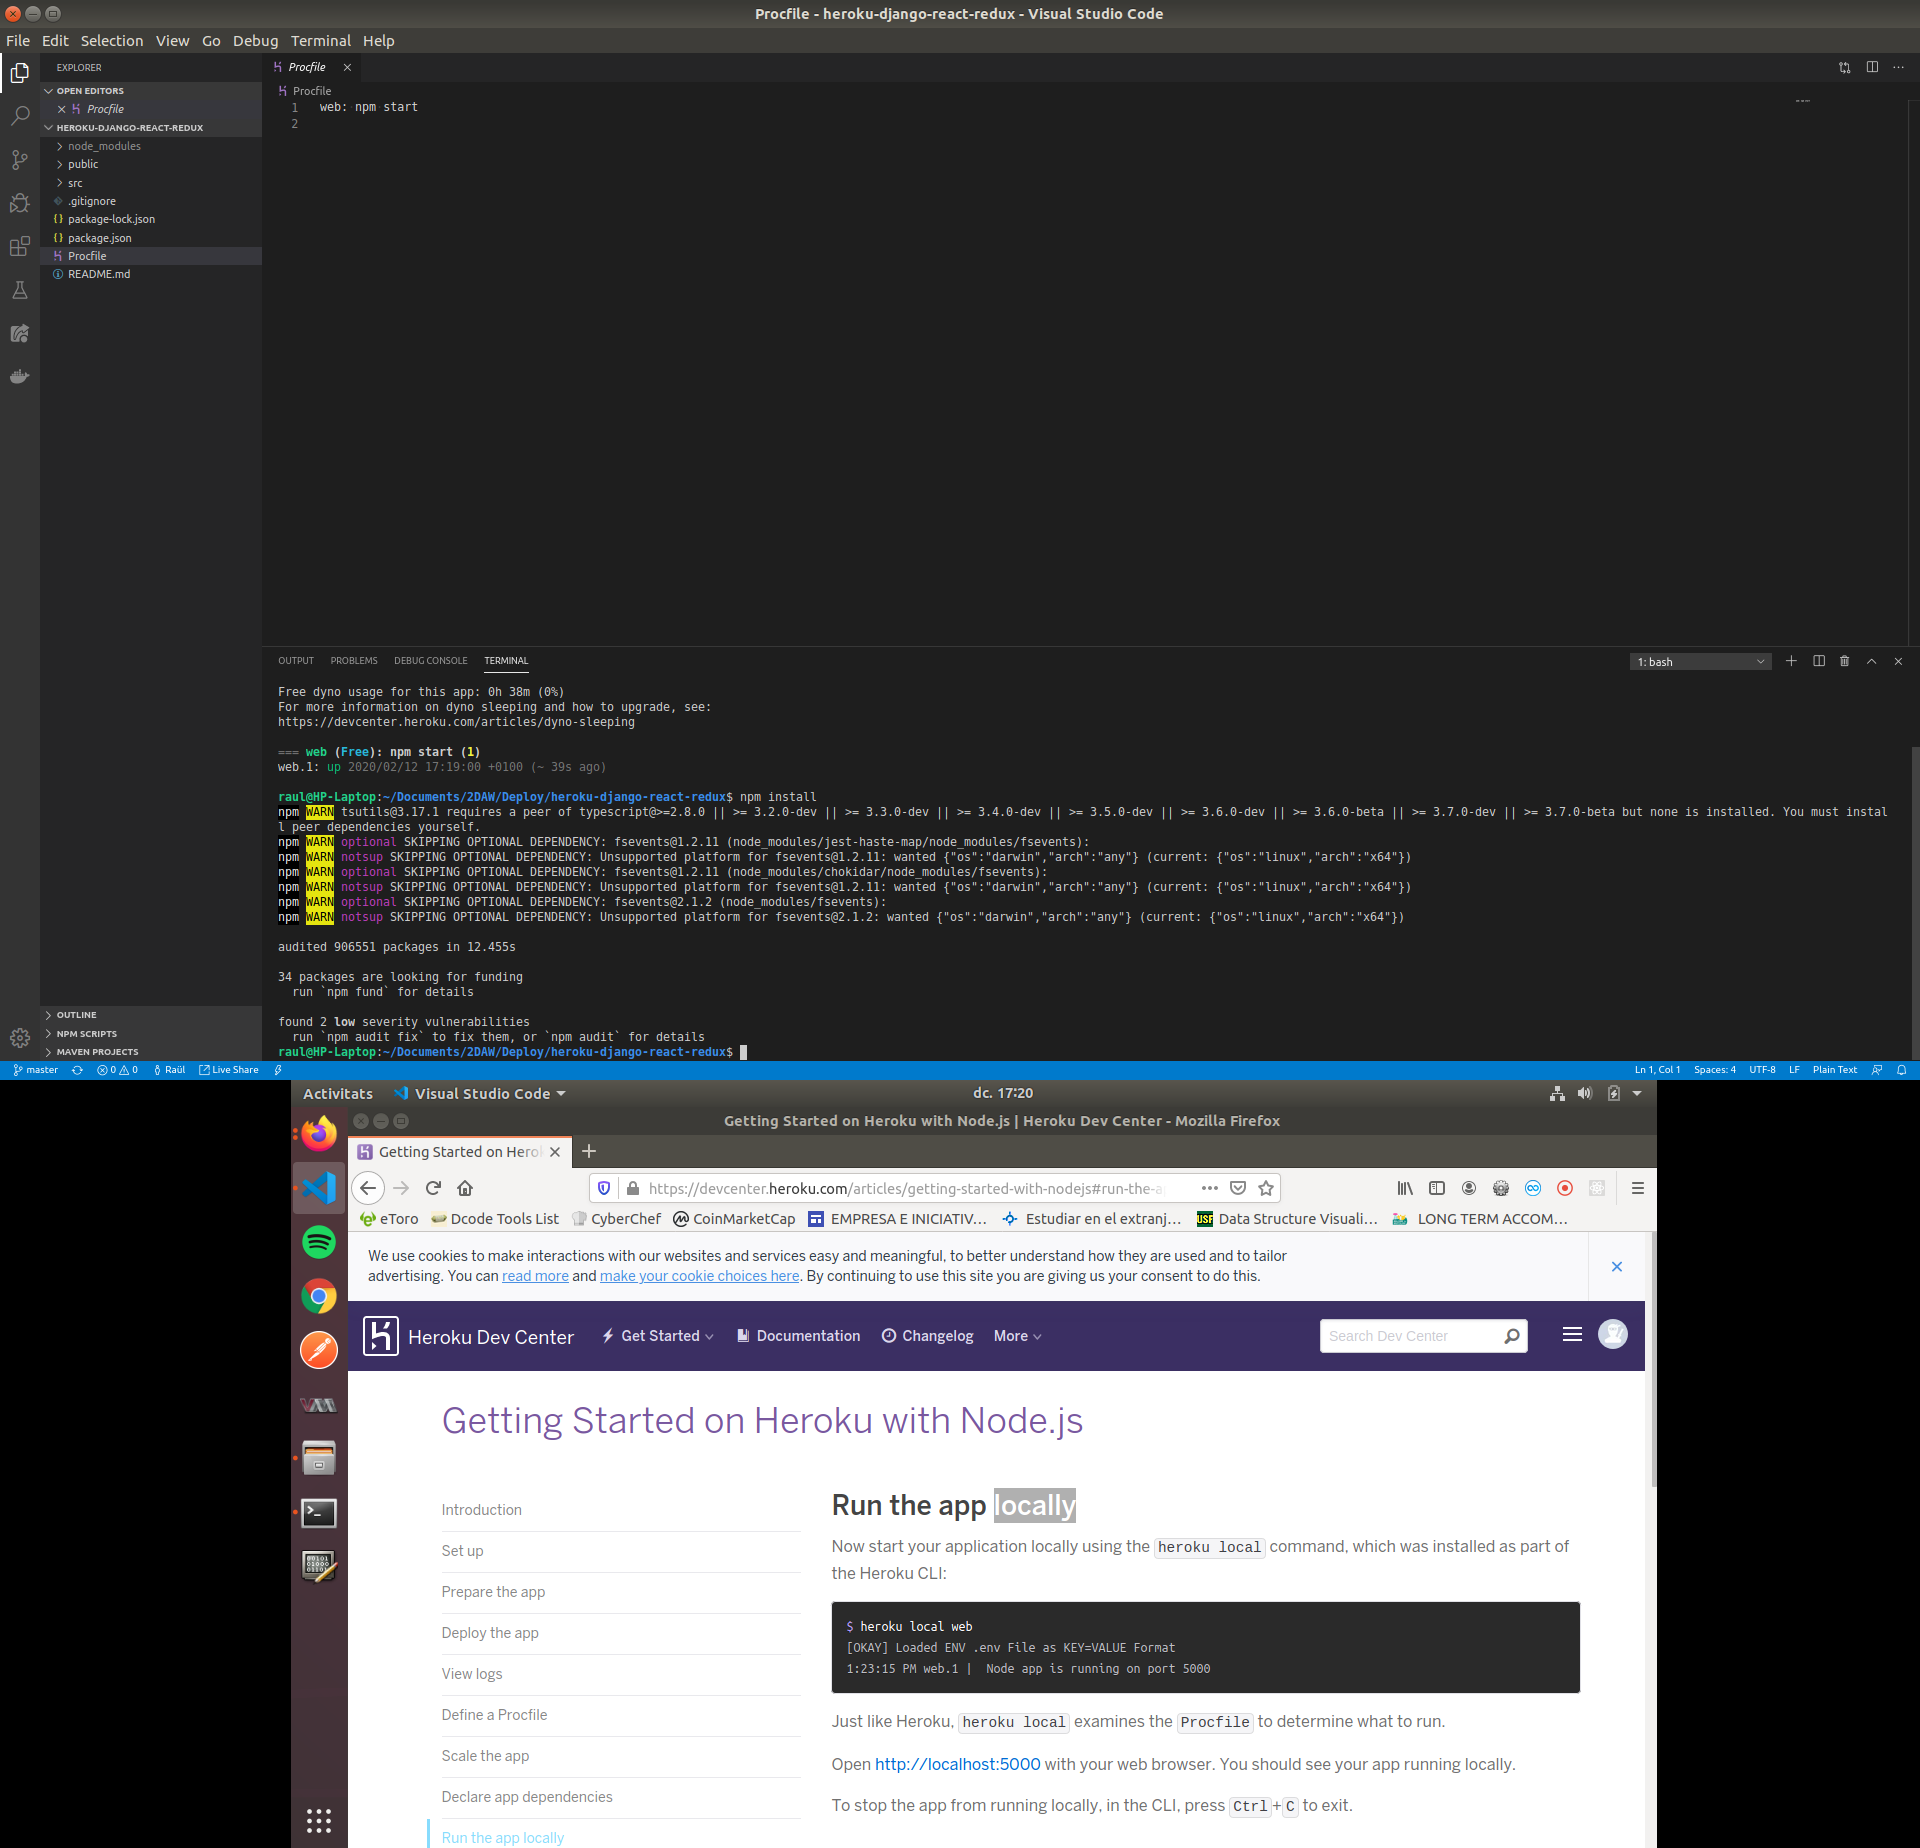 Procfile - heroku-django-react-redux - Visual Studio Code
File Edit Selection View Go Debug Terminal Help
EXPLORER
Procfile
OPEN EDITORS
Procfile
HEROKU-DJANGO-REACT-REDUX
node_modules
public
src
.gitignore
package-lock.json
package.json
Procfile
README.md
OUTLINE
NPM SCRIPTS
MAVEN PROJECTS
Procfile
1 web: npm start
2
OUTPUT PROBLEMS DEBUG CONSOLE TERMINAL
1: bash
Free dyno usage for this app: 0h 38m (0%)
For more information on dyno sleeping and how to upgrade, see:
https://devcenter.heroku.com/articles/dyno-sleeping
=== web (Free): npm start (1)
web.1: up 2020/02/12 17:19:00 +0100 (~ 39s ago)
raul@HP-Laptop:~/Documents/2DAW/Deploy/heroku-django-react-redux$ npm install
npm WARN tsutils@3.17.1 requires a peer of typescript@>=2.8.0 || >= 3.2.0-dev || >= 3.3.0-dev || >= 3.4.0-dev || >= 3.5.0-dev || >= 3.6.0-dev || >= 3.6.0-beta || >= 3.7.0-dev || >= 3.7.0-beta but none is installed. You must instal
l peer dependencies yourself.
npm WARN optional SKIPPING OPTIONAL DEPENDENCY: fsevents@1.2.11 (node_modules/jest-haste-map/node_modules/fsevents):
npm WARN notsup SKIPPING OPTIONAL DEPENDENCY: Unsupported platform for fsevents@1.2.11: wanted {"os":"darwin","arch":"any"} (current: {"os":"linux","arch":"x64"})
npm WARN optional SKIPPING OPTIONAL DEPENDENCY: fsevents@1.2.11 (node_modules/chokidar/node_modules/fsevents):
npm WARN notsup SKIPPING OPTIONAL DEPENDENCY: Unsupported platform for fsevents@1.2.11: wanted {"os":"darwin","arch":"any"} (current: {"os":"linux","arch":"x64"})
npm WARN optional SKIPPING OPTIONAL DEPENDENCY: fsevents@2.1.2 (node_modules/fsevents):
npm WARN notsup SKIPPING OPTIONAL DEPENDENCY: Unsupported platform for fsevents@2.1.2: wanted {"os":"darwin","arch":"any"} (current: {"os":"linux","arch":"x64"})
audited 906551 packages in 12.455s
34 packages are looking for funding
run `npm fund` for details
found 2 low severity vulnerabilities
run `npm audit fix` to fix them, or `npm audit` for details
raul@HP-Laptop:~/Documents/2DAW/Deploy/heroku-django-react-redux$
master 0 0 Raül Live Share Ln 1, Col 1 Spaces: 4 UTF-8 LF Plain Text
Activitats Visual Studio Code dc. 17:20
Getting Started on Heroku with Node.js | Heroku Dev Center - Mozilla Firefox
Getting Started on Herok
https://devcenter.heroku.com/articles/getting-started-with-nodejs#run-the-a
eToro Dcode Tools List CyberChef CoinMarketCap EMPRESA E INICIATIV... Estudiar en el extranj... USF Data Structure Visuali... LONG TERM ACCOM...
We use cookies to make interactions with our websites and services easy and meaningful, to better understand how they are used and to tailor
advertising. You can read more and make your cookie choices here. By continuing to use this site you are giving us your consent to do this.
Heroku Dev Center Get Started Documentation Changelog More Search Dev Center
Getting Started on Heroku with Node.js
Introduction
Set up
Prepare the app
Deploy the app
View logs
Define a Procfile
Scale the app
Declare app dependencies
Run the app locally
Run the app locally
Now start your application locally using the heroku local command, which was installed as part of
the Heroku CLI:
$ heroku local web
[OKAY] Loaded ENV .env File as KEY=VALUE Format
1:23:15 PM web.1 | Node app is running on port 5000
Just like Heroku, heroku local examines the Procfile to determine what to run.
Open http://localhost:5000 with your web browser. You should see your app running locally.
To stop the app from running locally, in the CLI, press Ctrl+C to exit.